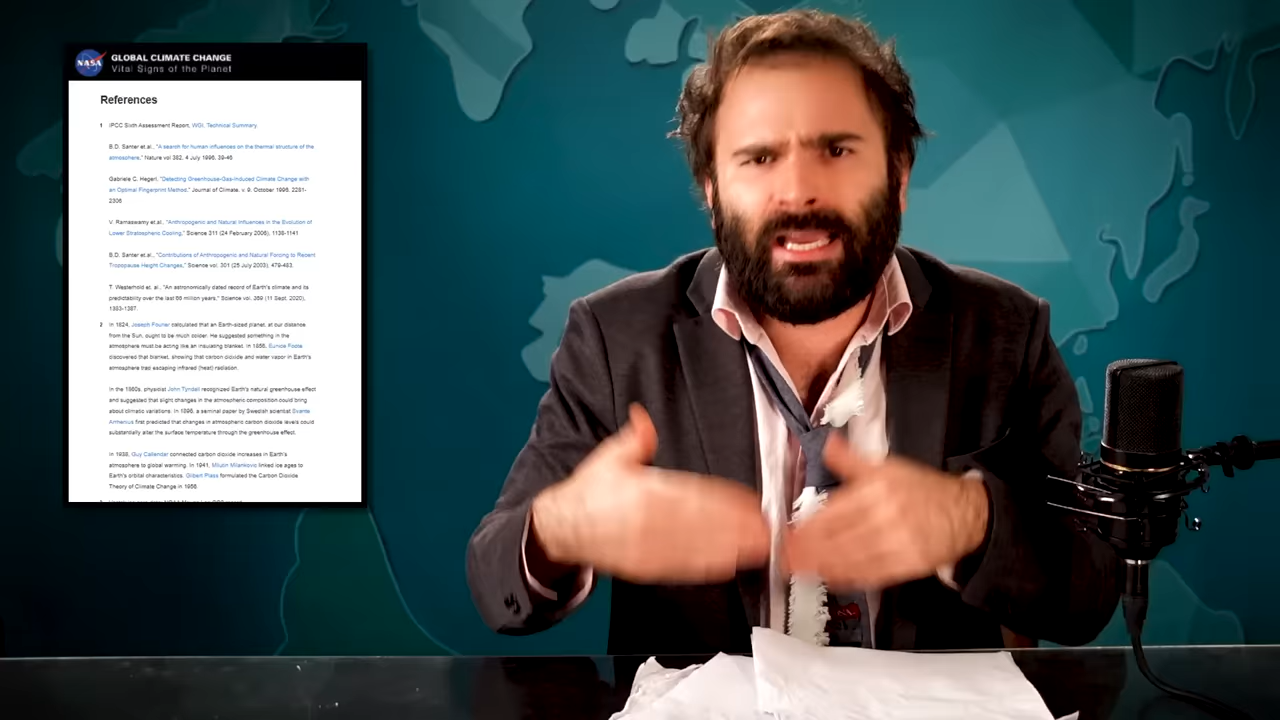 NASA
GLOBAL CLIMATE CHANGE
Vital Signs of the Planet
References
1 IPCC Sixth Assessment Report, WGI, Technical Summary
B.D. Santer et.al., "A search for human influences on the thermal structure of the
atmosphere," Nature vol 382, 4 July 1996, 39-46
Gabriele C. Hegerl, "Detecting Greenhouse-Gas-Induced Climate Change with
an Optimal Fingerprint Method," Journal of Climate, v. 9, October 1996, 2281-
2306
V. Ramaswamy et.al., "Anthropogenic and Natural Influences in the Evolution of
Lower Stratospheric Cooling," Science 311 (24 February 2006), 1138-1141
B.D. Santer et.al., "Contributions of Anthropogenic and Natural Forcing to Recent
Tropopause Height Changes," Science vol. 301 (25 July 2003), 479-483.
T. Westerhold et. al., "An astronomically dated record of Earth's climate and its
predictability over the last 66 million years," Science vol. 369 (11 Sept. 2020),
1383-1387.
2 In 1824, Joseph Fourier calculated that an Earth-sized planet, at our distance
from the Sun, ought to be much colder. He suggested something in the
atmosphere must be acting like an insulating blanket. In 1856, Eunice Foote
discovered that blanket, showing that carbon dioxide and water vapor in Earth's
atmosphere trap escaping infrared (heat) radiation.
In the 1860s, physicist John Tyndall recognized Earth's natural greenhouse effect
and suggested that slight changes in the atmospheric composition could bring
about climatic variations. In 1896, a seminal paper by Swedish scientist Svante
Arrhenius first predicted that changes in atmospheric carbon dioxide levels could
substantially alter the surface temperature through the greenhouse effect.
In 1938, Guy Callendar connected carbon dioxide increases in Earth's
atmosphere to global warming. In 1941, Milutin Milankovic linked ice ages to
Earth's orbital characteristics. Gilbert Plass formulated the Carbon Dioxide
Theory of Climate Change in 1956